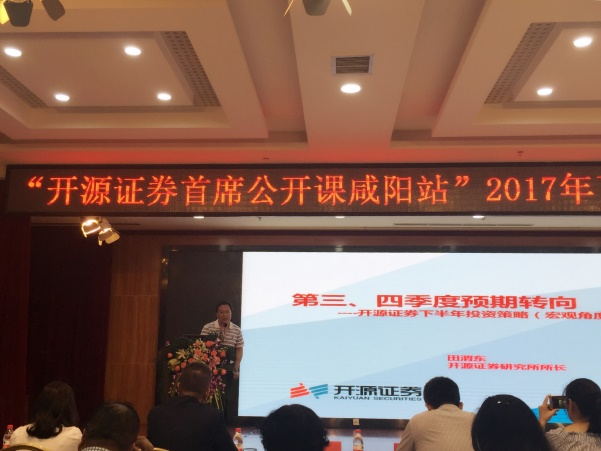 “开源证券首席公开课咸阳站”2017年
第三、四季度预期转向
----开源证券下半年投资策略（宏观角度
田渭东
开源证券研究所所长
开源证券
KAIYUAN SECURITIES